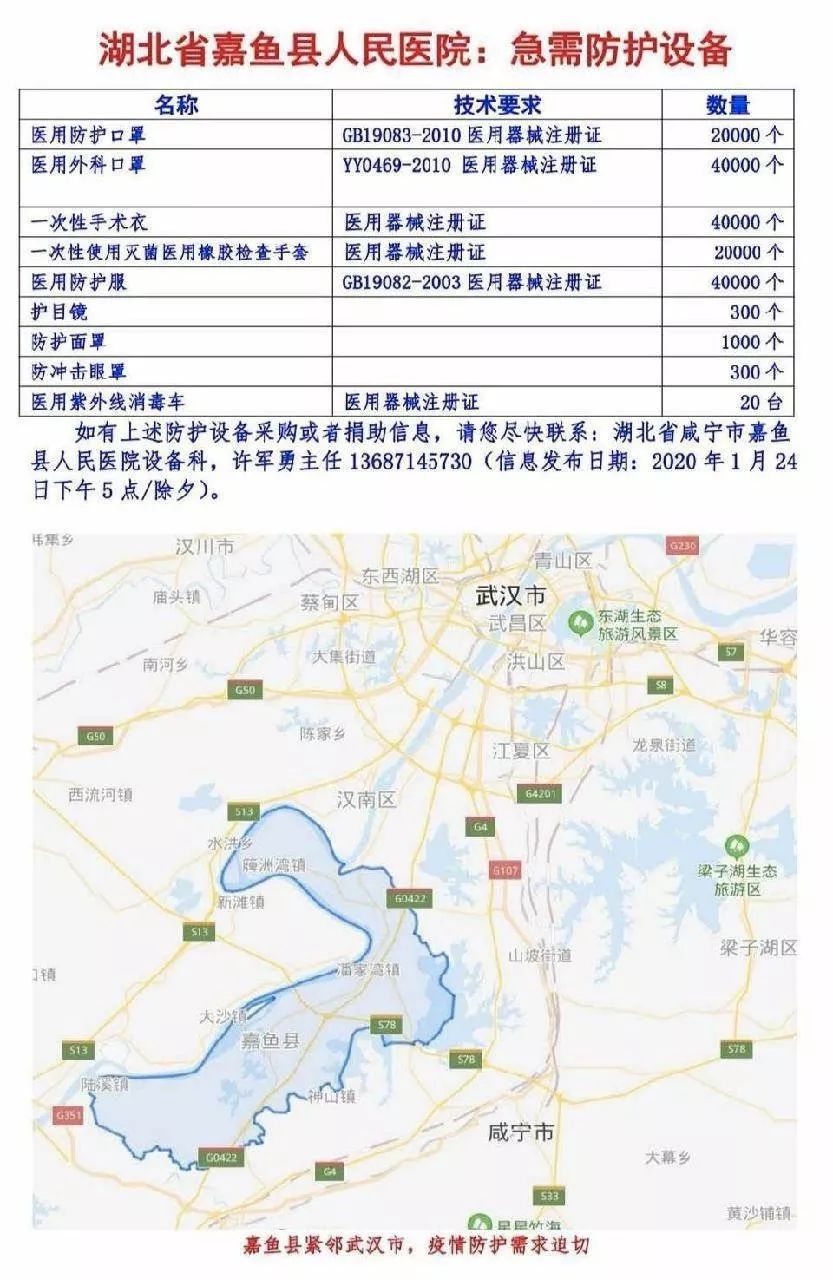 湖北省嘉鱼县人民医院：急需防护设备
名称 技术要求 数量
医用防护口罩 GB19083-2010 医用器械注册证 20000 个
医用外科口罩 YY0469-2010 医用器械注册证 40000 个
一次性手术衣 医用器械注册证 40000 个
一次性使用灭菌医用橡胶检查手套 医用器械注册证 20000 个
医用防护服 GB19082-2003 医用器械注册证 40000 个
护目镜 300 个
防护面罩 1000 个
防冲击眼罩 300 个
医用紫外线消毒车 医用器械注册证 20 台
如有上述防护设备采购或者捐助信息，请您尽快联系：湖北省咸宁市嘉鱼
县人民医院设备科，许军勇主任 13687145730（信息发布日期：2020 年 1 月 24
日下午 5 点/除夕）。
汉川市
青山区
G230
东西湖区
庙头镇
蔡甸区
武汉市
武昌区
东湖生态
旅游风景区
华容
南河乡
大集街道
洪山区
S7
G50
S8
G50
陈家乡
江夏区
龙泉街道
西流河镇
汉南区
G4201
S13
G4
水洪乡
簰洲湾镇
G107
梁子湖生态
旅游区
新滩镇
G0422
S13
山坡街道
梁子湖区
口镇
潘家湾镇
大沙镇
S78
嘉鱼县
S13
S78
S78
陆溪镇
神山镇
G351
咸宁市
G0422
G4
大幕乡
S33
黄沙铺镇
星星竹海
嘉鱼县紧邻武汉市，疫情防护需求迫切